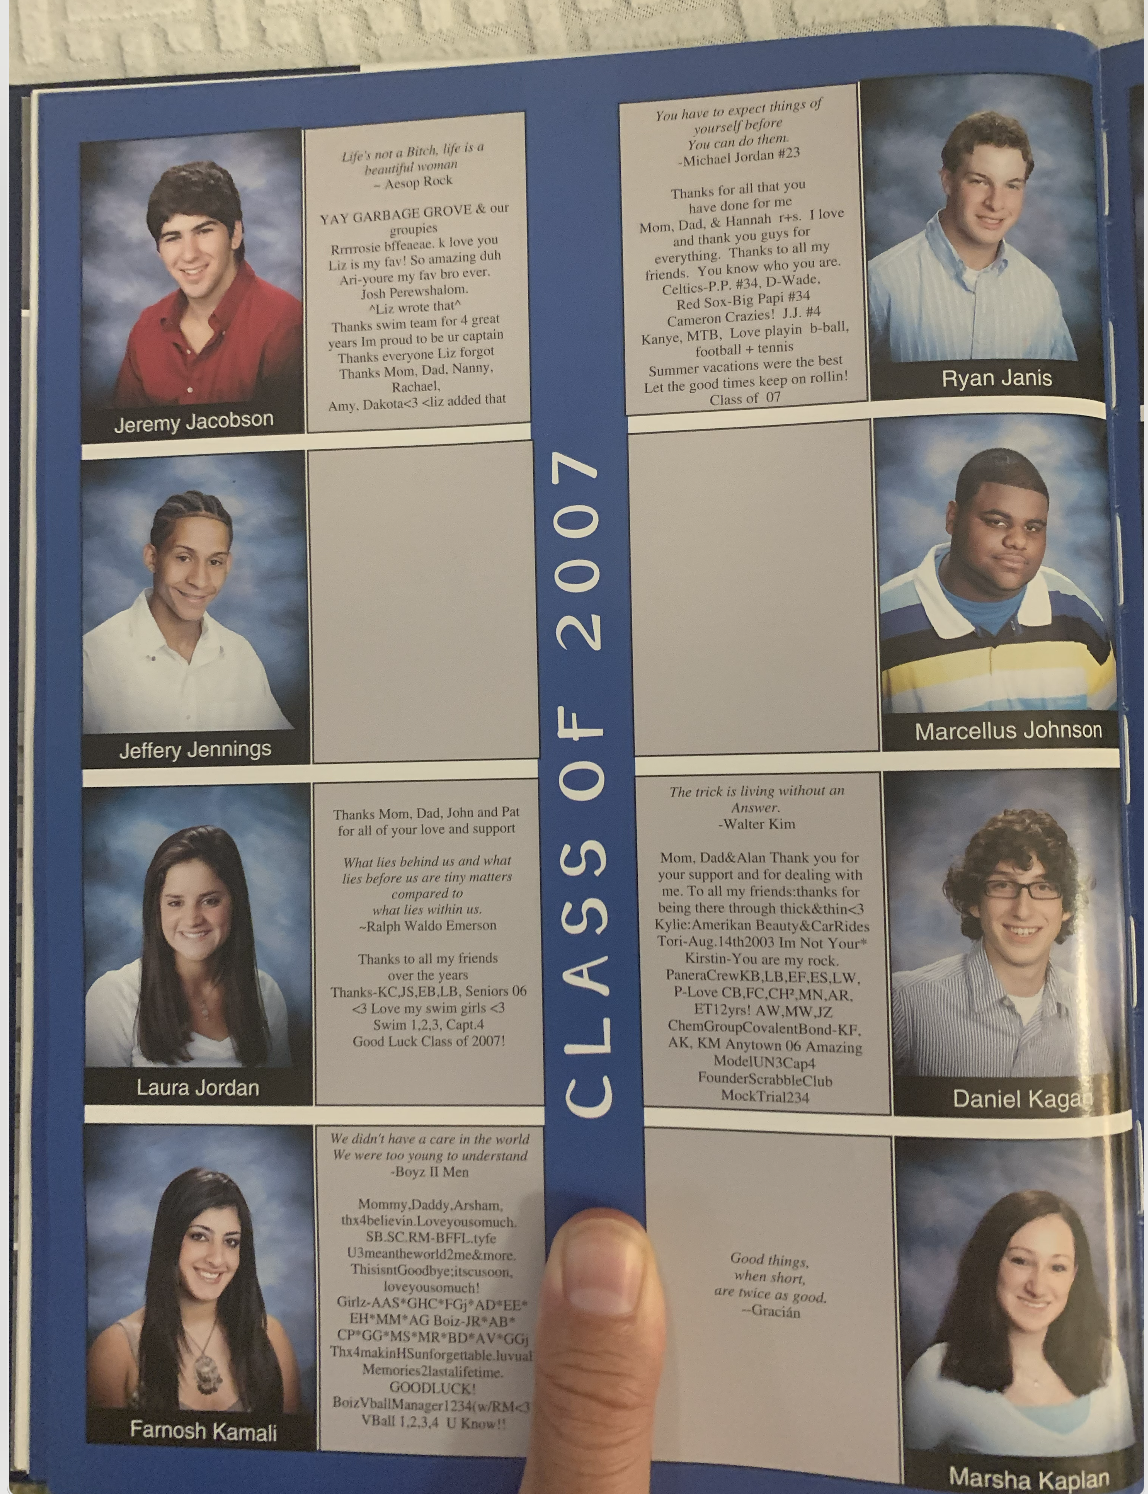 Life's not a Bitch, life is a
beautiful woman
~ Aesop Rock
YAY GARBAGE GROVE & our
groupies
Rrrrrosie bffeaeae. k love you
Liz is my fav! So amazing duh
Ari-youre my fav bro ever.
Josh Perewshalom.
^Liz wrote that^
Thanks swim team for 4 great
years Im proud to be ur captain
Thanks everyone Liz forgot
Thanks Mom, Dad, Nanny,
Rachael,
Amy, Dakota<3 <liz added that
Jeremy Jacobson
Jeffery Jennings
Thanks Mom, Dad, John and Pat
for all of your love and support
What lies behind us and what
lies before us are tiny matters
compared to
what lies within us.
~Ralph Waldo Emerson
Thanks to all my friends
over the years
Thanks-KC,JS,EB,LB, Seniors 06
<3 Love my swim girls <3
Swim 1,2,3, Capt.4
Good Luck Class of 2007!
Laura Jordan
We didn't have a care in the world
We were too young to understand
-Boyz II Men
Mommy,Daddy,Arsham,
thx4believin.Loveyousomuch.
SB.SC.RM-BFFL.tyfe
U3meantheworld2me&more.
ThisisntGoodbye;itscusoon,
loveyousomuch!
Girlz-AAS*GHC*FGj*AD*EE*
EH*MM*AG Boiz-JR*AB*
CP*GG*MS*MR*BD*AV*GGj
Thx4makinHSunforgettable.luvual
Memories2lastalifetime.
GOODLUCK!
BoizVballManager1234(w/RM<3
VBall 1,2,3,4 U Know!!
Farnosh Kamali
CLASS OF 2007
You have to expect things of
yourself before
You can do them.
-Michael Jordan #23
Thanks for all that you
have done for me
Mom, Dad, & Hannah r+s. I love
and thank you guys for
everything. Thanks to all my
friends. You know who you are.
Celtics-P.P. #34, D-Wade,
Red Sox-Big Papi #34
Cameron Crazies! J.J. #4
Kanye, MTB, Love playin b-ball,
football + tennis
Summer vacations were the best
Let the good times keep on rollin!
Class of 07
Ryan Janis
Marcellus Johnson
The trick is living without an
Answer.
-Walter Kim
Mom, Dad&Alan Thank you for
your support and for dealing with
me. To all my friends:thanks for
being there through thick&thin<3
Kylie:Amerikan Beauty&CarRides
Tori-Aug.14th2003 Im Not Your*
Kirstin-You are my rock.
PaneraCrewKB,LB,EF,ES,LW,
P-Love CB,FC,CH²,MN,AR,
ET12yrs! AW,MW,JZ
ChemGroupCovalentBond-KF,
AK, KM Anytown 06 Amazing
ModelUN3Cap4
FounderScrabbleClub
MockTrial234
Daniel Kagan
Good things,
when short,
are twice as good.
--Gracián
Marsha Kaplan